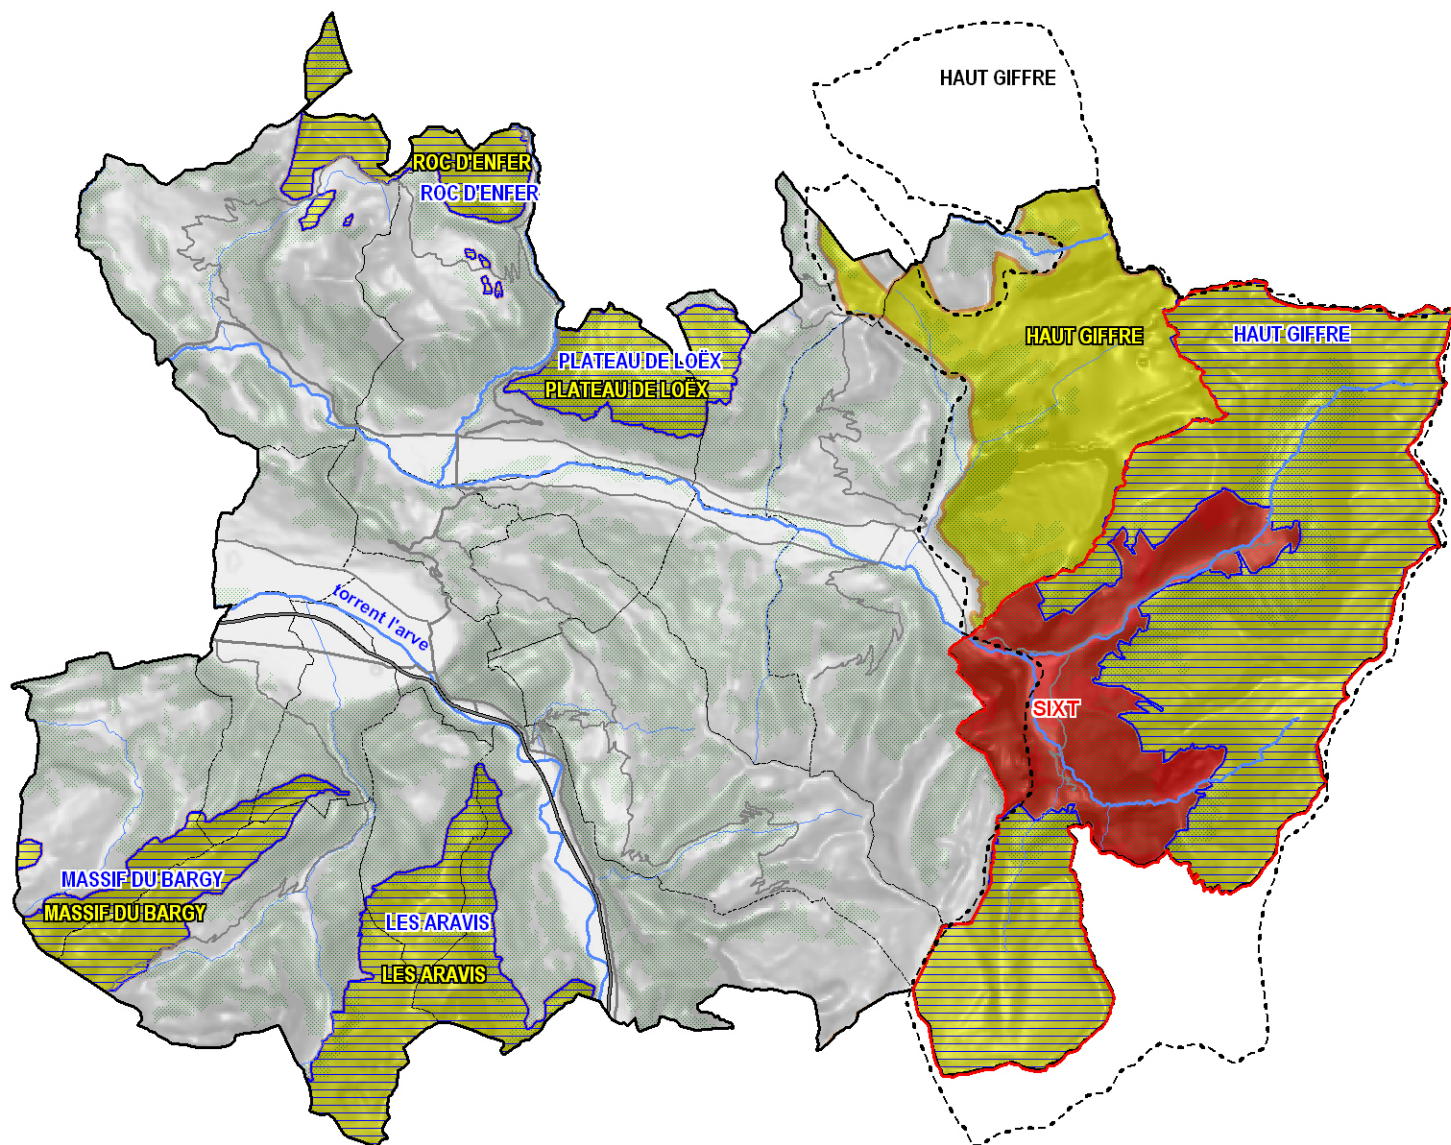 HAUT GIFFRE
ROC D'ENFER
ROC D'ENFER
HAUT GIFFRE
HAUT GIFFRE
PLATEAU DE LOËX
PLATEAU DE LOËX
torrent l'arve
SIXT
MASSIF DU BARGY
MASSIF DU BARGY
LES ARAVIS
LES ARAVIS